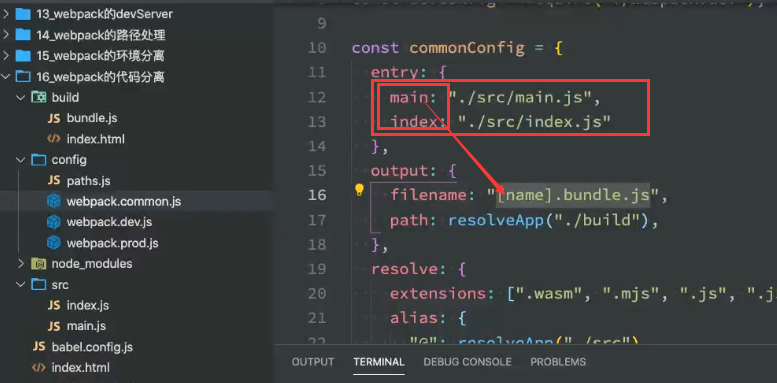 13_webpack的devServer
14_webpack的路径处理
15_webpack的环境分离
16_webpack的代码分离
build
JS bundle.js
<> index.html
config
JS paths.js
webpack.common.js
webpack.dev.js
webpack.prod.js
node_modules
src
JS index.js
JS main.js
babel.config.js
<> index.html
9
10 const commonConfig = {
11 entry: {
12 main: "./src/main.js",
13 index: "./src/index.js"
14 },
15 output: {
16 filename: "[name].bundle.js",
17 path: resolveApp("./build"),
18 },
19 resolve: {
20 extensions: [".wasm", ".mjs", ".js", ".j
21 alias: {
22 "@": resolveApp("./src")
OUTPUT TERMINAL DEBUG CONSOLE PROBLEMS